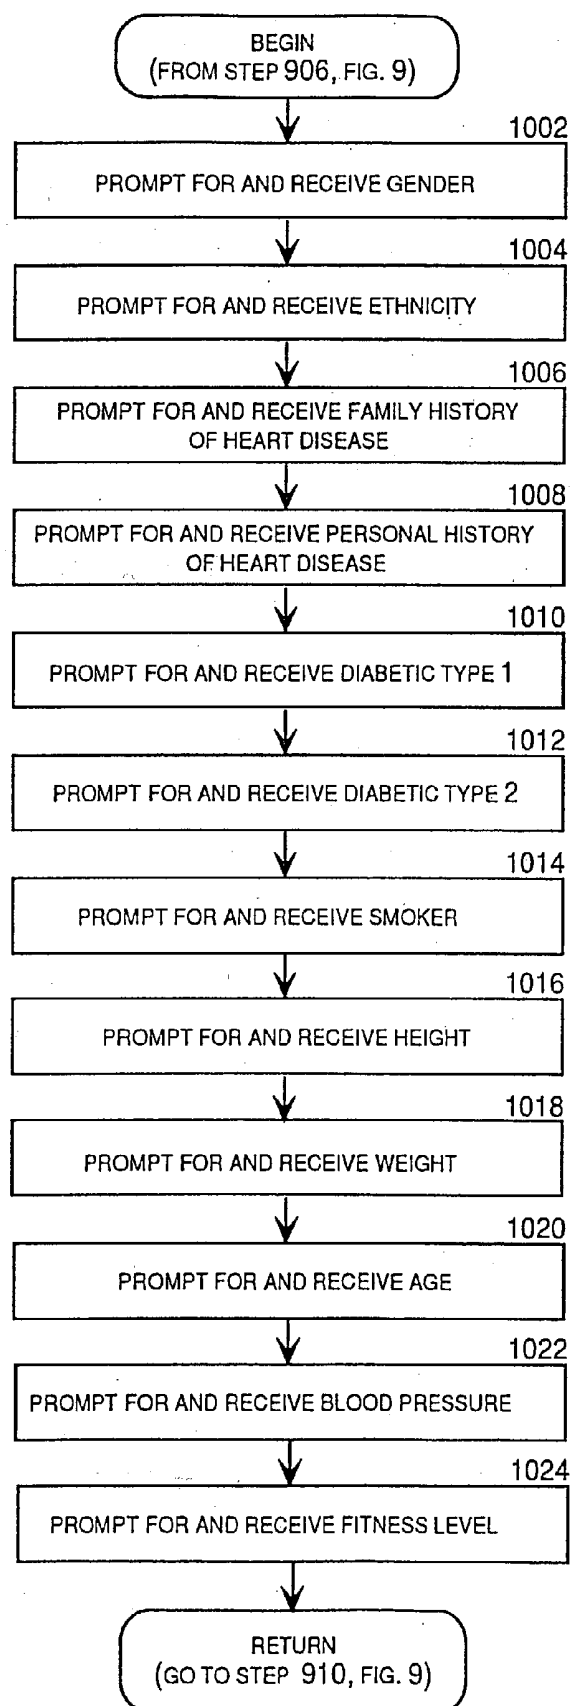 BEGIN
(FROM STEP 906, FIG. 9)
1002
PROMPT FOR AND RECEIVE GENDER
1004
PROMPT FOR AND RECEIVE ETHNICITY
1006
PROMPT FOR AND RECEIVE FAMILY HISTORY
OF HEART DISEASE
1008
PROMPT FOR AND RECEIVE PERSONAL HISTORY
OF HEART DISEASE
1010
PROMPT FOR AND RECEIVE DIABETIC TYPE 1
1012
PROMPT FOR AND RECEIVE DIABETIC TYPE 2
1014
PROMPT FOR AND RECEIVE SMOKER
1016
PROMPT FOR AND RECEIVE HEIGHT
1018
PROMPT FOR AND RECEIVE WEIGHT
1020
PROMPT FOR AND RECEIVE AGE
1022
PROMPT FOR AND RECEIVE BLOOD PRESSURE
1024
PROMPT FOR AND RECEIVE FITNESS LEVEL
RETURN
(GO TO STEP 910, FIG. 9)